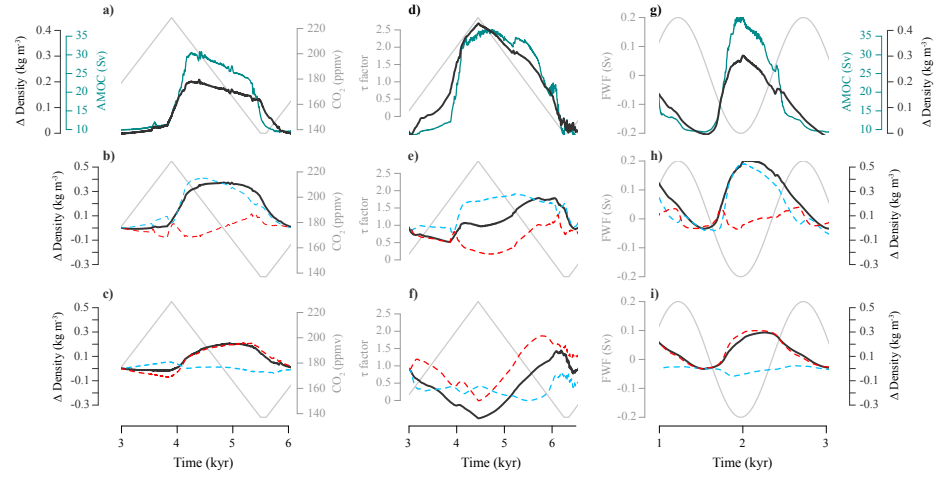 a)
Δ Density (kg m⁻³)
0.4
0.3
0.2
0.1
0
AMOC (Sv)
35
30
25
20
15
10
CO₂ (ppmv)
220
200
180
160
140
d)
τ factor
2.5
2.0
1.5
1.0
0.5
0
g)
FWF (Sv)
0.2
0.1
0
-0.1
-0.2
AMOC (Sv)
35
30
25
20
15
10
Δ Density (kg m⁻³)
0.4
0.3
0.2
0.1
0
b)
Δ Density (kg m⁻³)
0.5
0.3
0.1
-0.1
-0.3
CO₂ (ppmv)
220
200
180
160
140
e)
τ factor
2.5
2.0
1.5
1.0
0.5
0
h)
FWF (Sv)
0.2
0.1
0
-0.1
-0.2
Δ Density (kg m⁻³)
0.5
0.3
0.1
-0.1
-0.3
c)
Δ Density (kg m⁻³)
0.5
0.3
0.1
-0.1
-0.3
CO₂ (ppmv)
220
200
180
160
140
f)
τ factor
2.5
2.0
1.5
1.0
0.5
0
i)
FWF (Sv)
0.2
0.1
0
-0.1
-0.2
Δ Density (kg m⁻³)
0.5
0.3
0.1
-0.1
-0.3
3 4 5 6
Time (kyr)
3 4 5 6
Time (kyr)
1 2 3
Time (kyr)